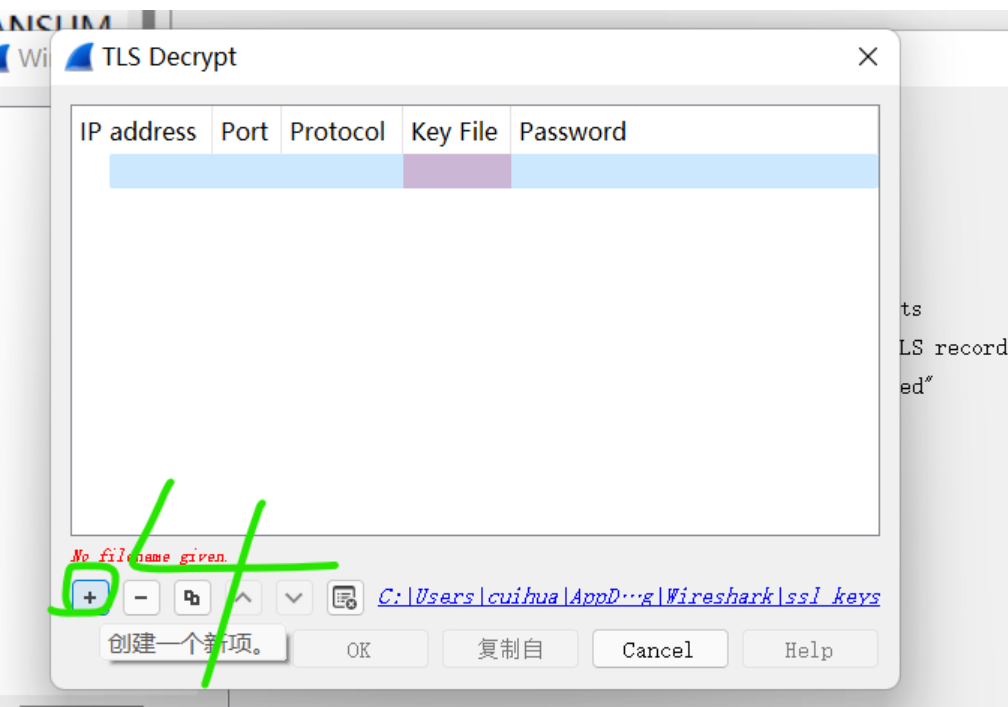 Wi
TLS Decrypt
IP address Port Protocol Key File Password
ts
LS record
ed"
No filename given.
C:|Users|cuihua|AppD…g|Wireshark|ssl_keys
创建一个新项。
OK 复制自 Cancel Help
4